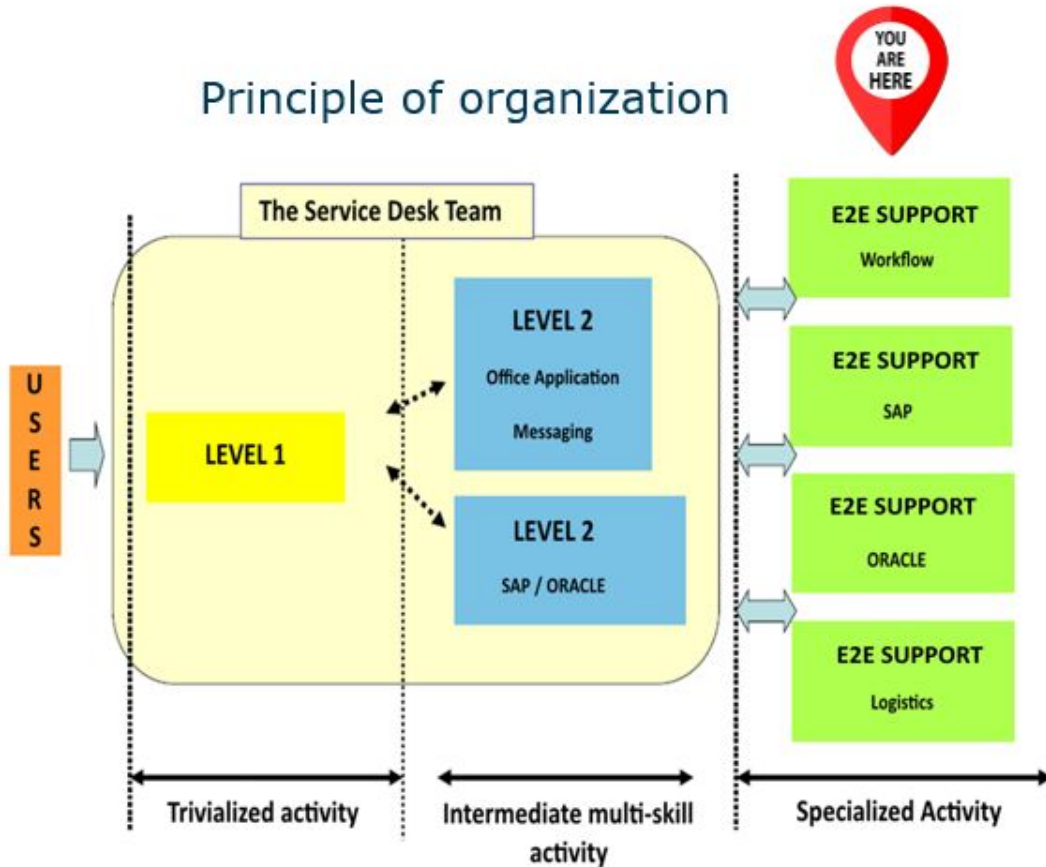 YOU
ARE
HERE
Principle of organization
The Service Desk Team
USERS
LEVEL 1
LEVEL 2
Office Application
Messaging
LEVEL 2
SAP / ORACLE
E2E SUPPORT
Workflow
E2E SUPPORT
SAP
E2E SUPPORT
ORACLE
E2E SUPPORT
Logistics
Trivialized activity
Intermediate multi-skill
activity
Specialized Activity